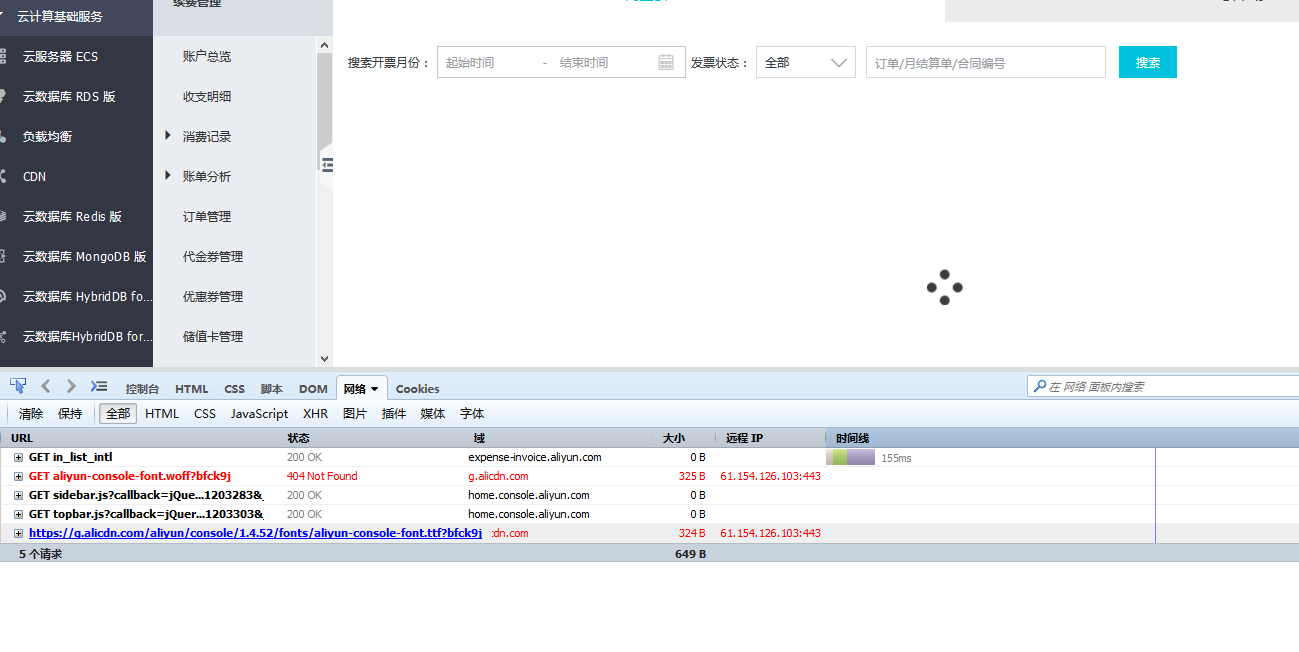 云计算基础服务
云服务器 ECS
云数据库 RDS 版
负载均衡
CDN
云数据库 Redis 版
云数据库 MongoDB 版
云数据库 HybridDB fo...
云数据库HybridDB for...
续费管理
账户总览
收支明细
消费记录
账单分析
订单管理
代金券管理
优惠券管理
储值卡管理
搜索开票月份： 起始时间 - 结束时间 发票状态： 全部 订单/月结算单/合同编号 搜索
控制台 HTML CSS 脚本 DOM 网络 Cookies 在 网络 面板内搜索
清除 保持 全部 HTML CSS JavaScript XHR 图片 插件 媒体 字体
URL 状态 域 大小 远程 IP 时间线
GET in_list_intl 200 OK expense-invoice.aliyun.com 0 B 155ms
GET aliyun-console-font.woff?bfck9j 404 Not Found g.alicdn.com 325 B 61.154.126.103:443
GET sidebar.js?callback=jQue...1203283& 200 OK home.console.aliyun.com 0 B
GET topbar.js?callback=jQuer...1203303& 200 OK home.console.aliyun.com 0 B
https://g.alicdn.com/aliyun/console/1.4.52/fonts/aliyun-console-font.ttf?bfck9j :dn.com 324 B 61.154.126.103:443
5 个请求 649 B